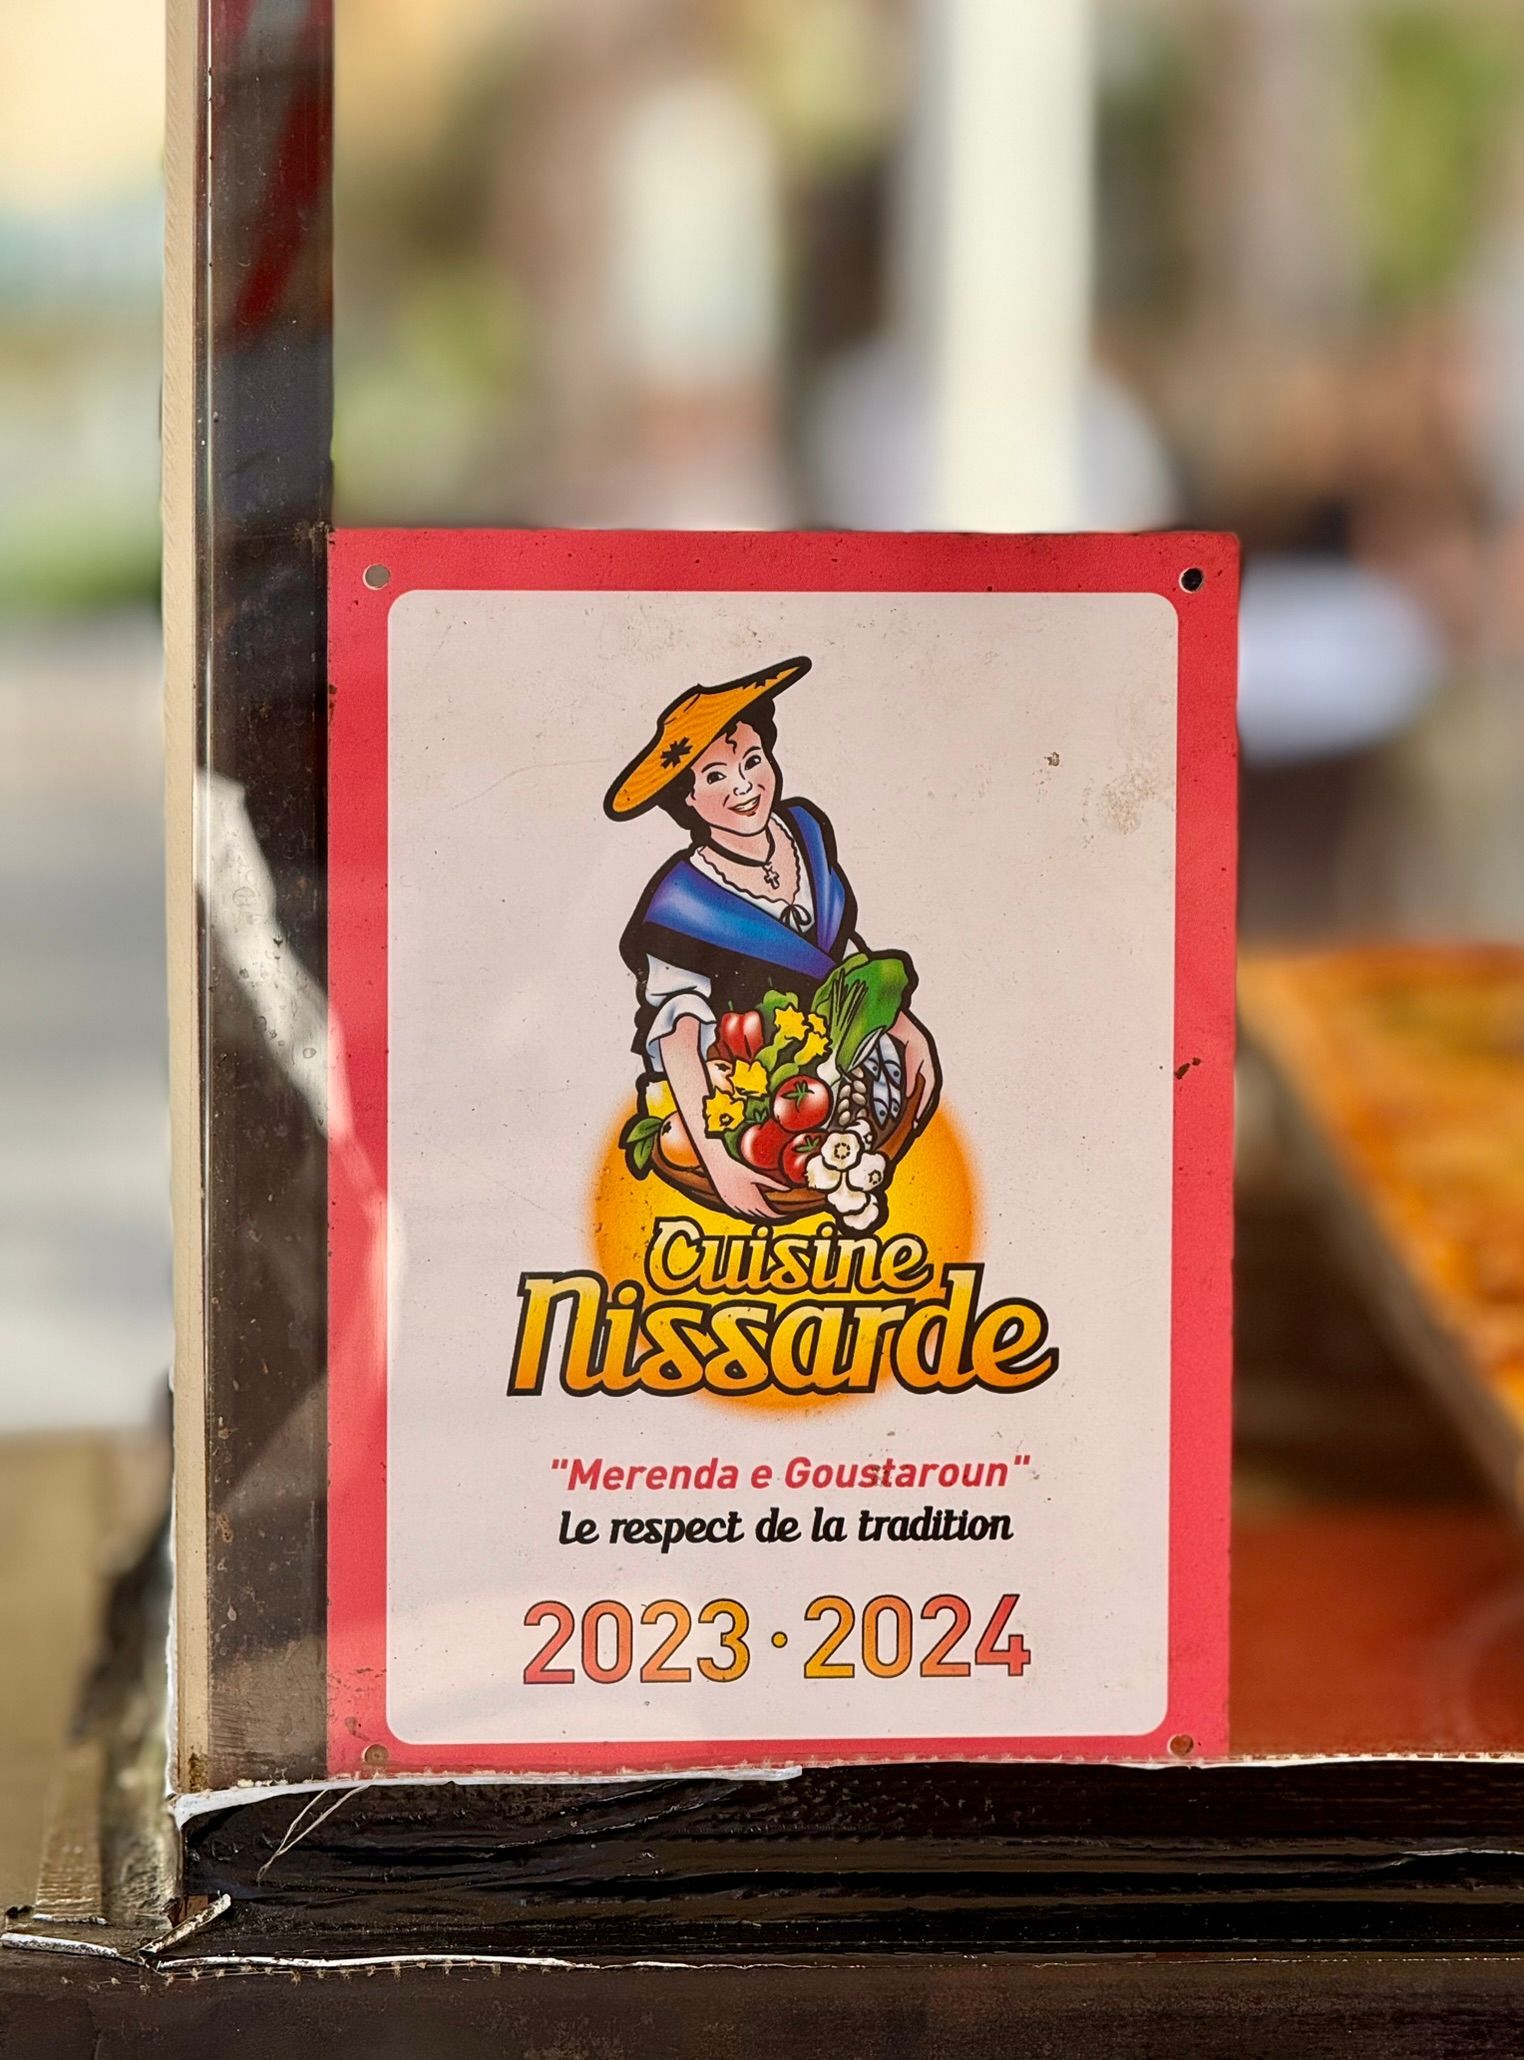 Cuisine
Nissarde
"Merenda e Goustaroun"
Le respect de la tradition
2023·2024